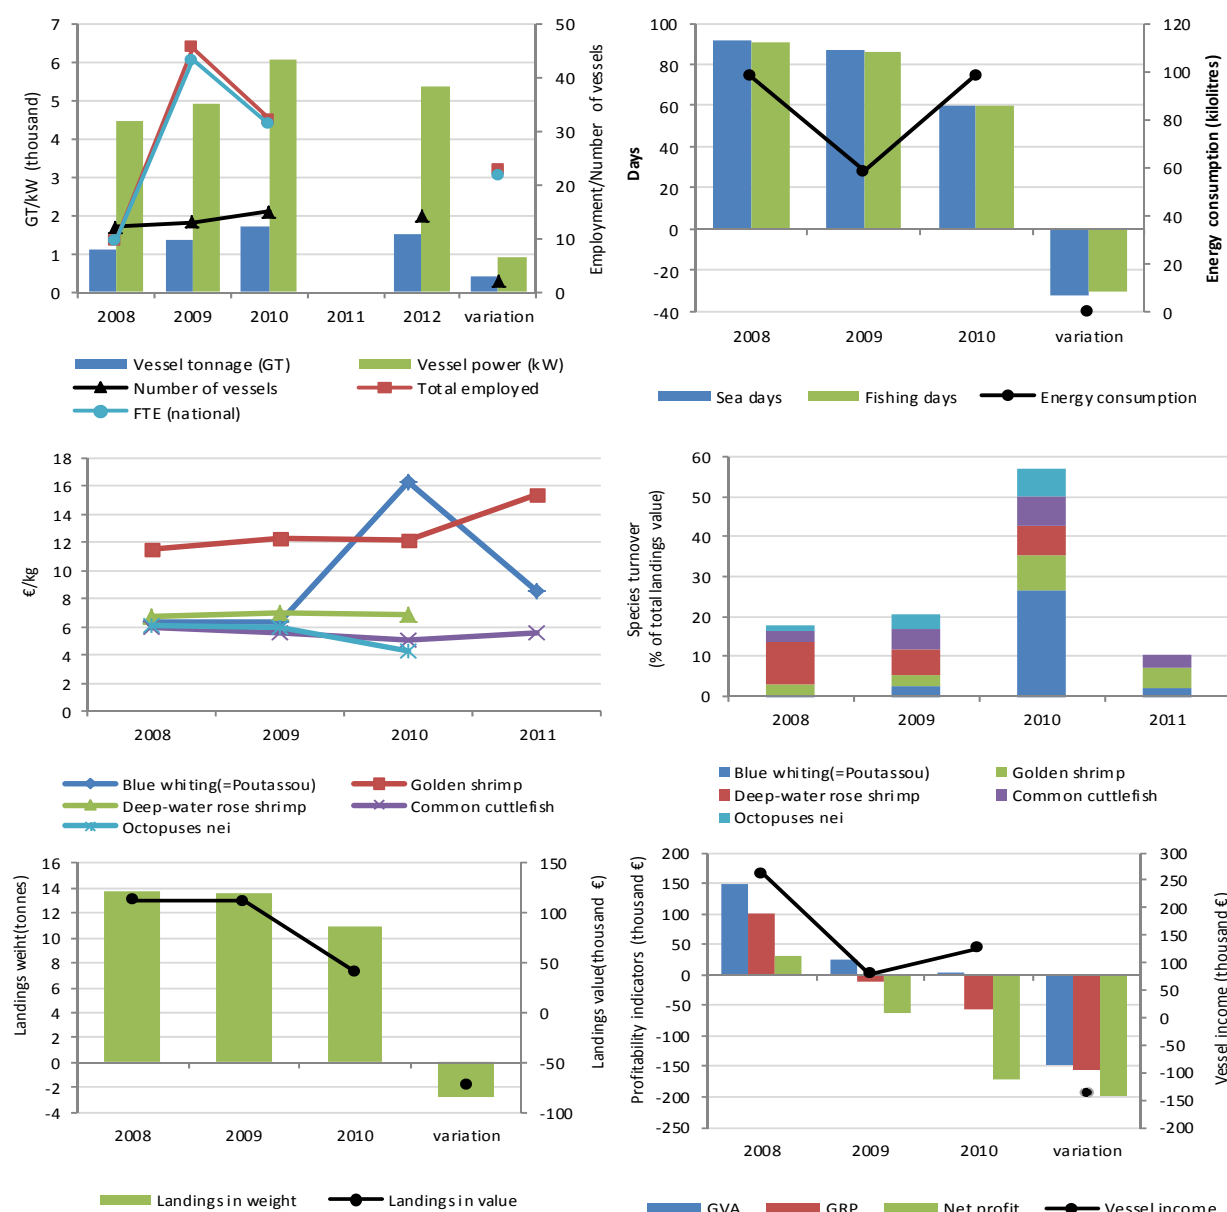 7
6
5
4
3
2
1
0
GT/kW (thousand)
50
40
30
20
10
0
Employment/Number of vessels
2008 2009 2010 2011 2012 variation
Vessel tonnage (GT) Vessel power (kW)
Number of vessels Total employed
FTE (national)
100
80
60
40
20
0
-20
-40
Days
120
100
80
60
40
20
0
Energy consumption (kilolitres)
2008 2009 2010 variation
Sea days Fishing days Energy consumption
18
16
14
12
10
8
6
4
2
0
€/kg
2008 2009 2010 2011
Blue whiting(=Poutassou) Golden shrimp
Deep-water rose shrimp Common cuttlefish
Octopuses nei
60
50
40
30
20
10
0
Species turnover
(% of total landings value)
2008 2009 2010 2011
Blue whiting(=Poutassou) Golden shrimp
Deep-water rose shrimp Common cuttlefish
Octopuses nei
16
14
12
10
8
6
4
2
0
-2
-4
Landings weiht(tonnes)
150
100
50
0
-50
-100
Landings value(thousand €)
2008 2009 2010 variation
Landings in weight Landings in value
200
150
100
50
0
-50
-100
-150
-200
-250
Profitability indicators (thousand €)
300
250
200
150
100
50
0
-50
-100
-150
-200
Vessel income (thousand €)
2008 2009 2010 variation
GVA GRP Net profit Vessel income